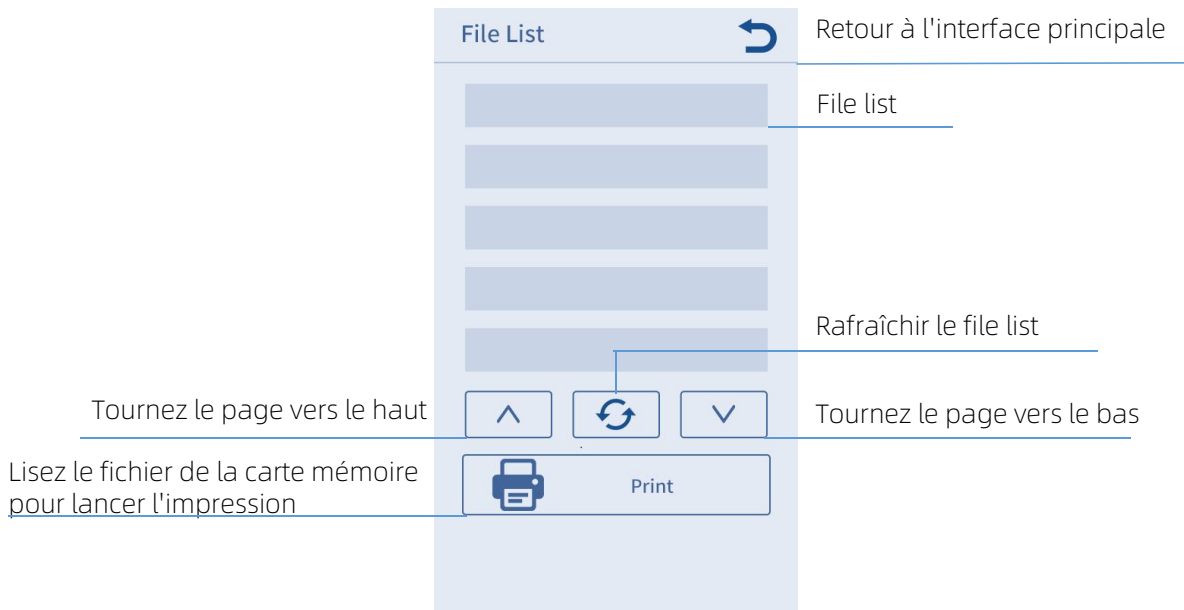 File List
Retour à l'interface principale
File list
Rafraîchir le file list
Tournez le page vers le haut
Tournez le page vers le bas
Lisez le fichier de la carte mémoire
pour lancer l'impression
Print